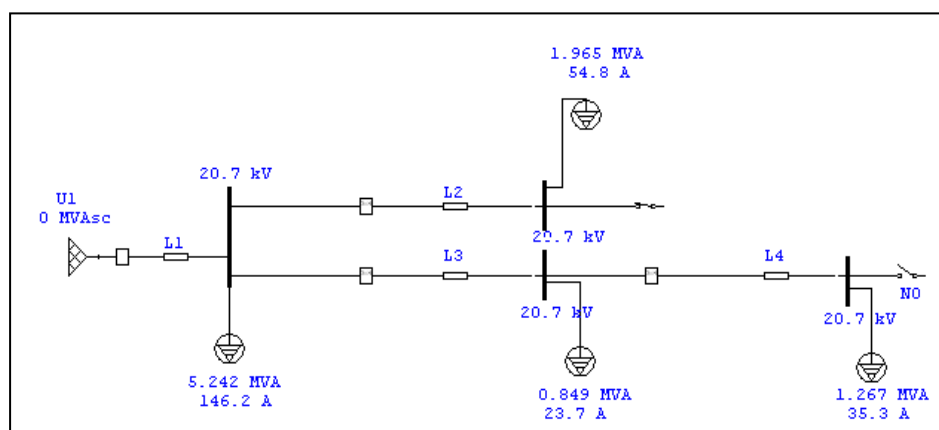 1.965 MVA
54.8 A
20.7 kV
U1
0 MVAsc
L1
L2
20.7 kV
L3
L4
N0
20.7 kV
20.7 kV
5.242 MVA
146.2 A
0.849 MVA
23.7 A
1.267 MVA
35.3 A